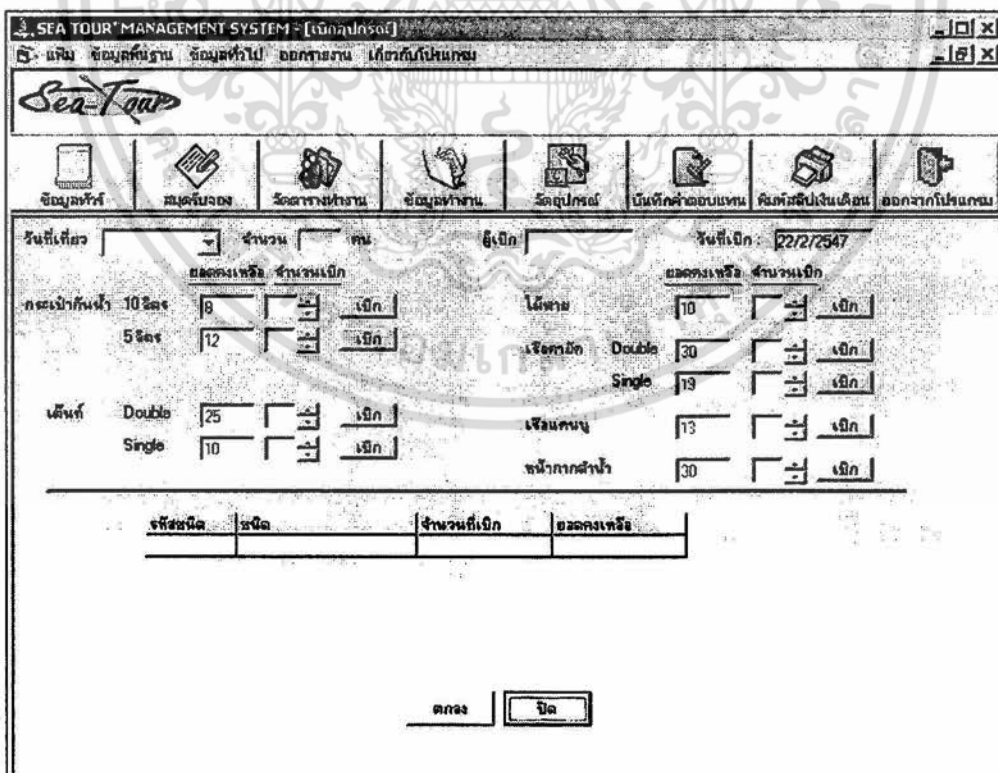 SEA TOUR' MANAGEMENT SYSTEM - [เบิกอุปกรณ์]
แฟ้ม ข้อมูลพื้นฐาน ข้อมูลทั่วไป ออกรายงาน เกี่ยวกับโปรแกรม
Sea-Tour
ข้อมูลทัวร์ สมุดรับจอง จัดตารางทำงาน ข้อมูลทำงาน จัดอุปกรณ์ บันทึกค่าตอบแทน พิมพ์สลิปเงินเดือน ออกจากโปรแกรม
วันที่เที่ยว จำนวน คน ผู้เบิก วันที่เบิก : 22/2/2547
ยอดคงเหลือ จำนวนเบิก ยอดคงเหลือ จำนวนเบิก
กระเป๋ากันน้ำ 10 ลิตร 8 เบิก ไม้พาย 10 เบิก
5 ลิตร 12 เบิก เรือคายัก Double 30 เบิก
Single 19 เบิก
เต๊นท์ Double 25 เบิก เรือแคนนู 13 เบิก
Single 10 เบิก หน้ากากดำน้ำ 30 เบิก
รหัสชนิด ชนิด จำนวนที่เบิก ยอดคงเหลือ
ตกลง ปิด